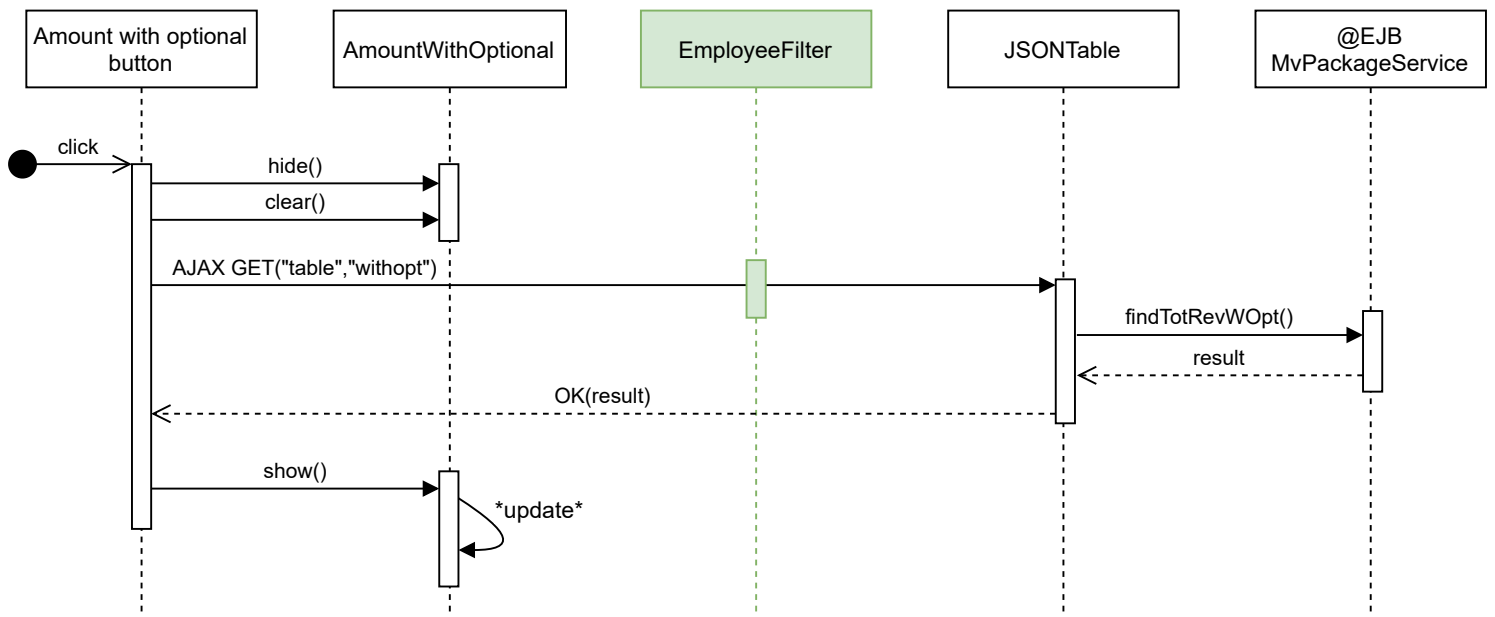 Amount with optional
button
AmountWithOptional
EmployeeFilter
JSONTable
@EJB
MvPackageService
click
hide()
clear()
AJAX GET("table","withopt")
findTotRevWOpt()
result
OK(result)
show()
*update*